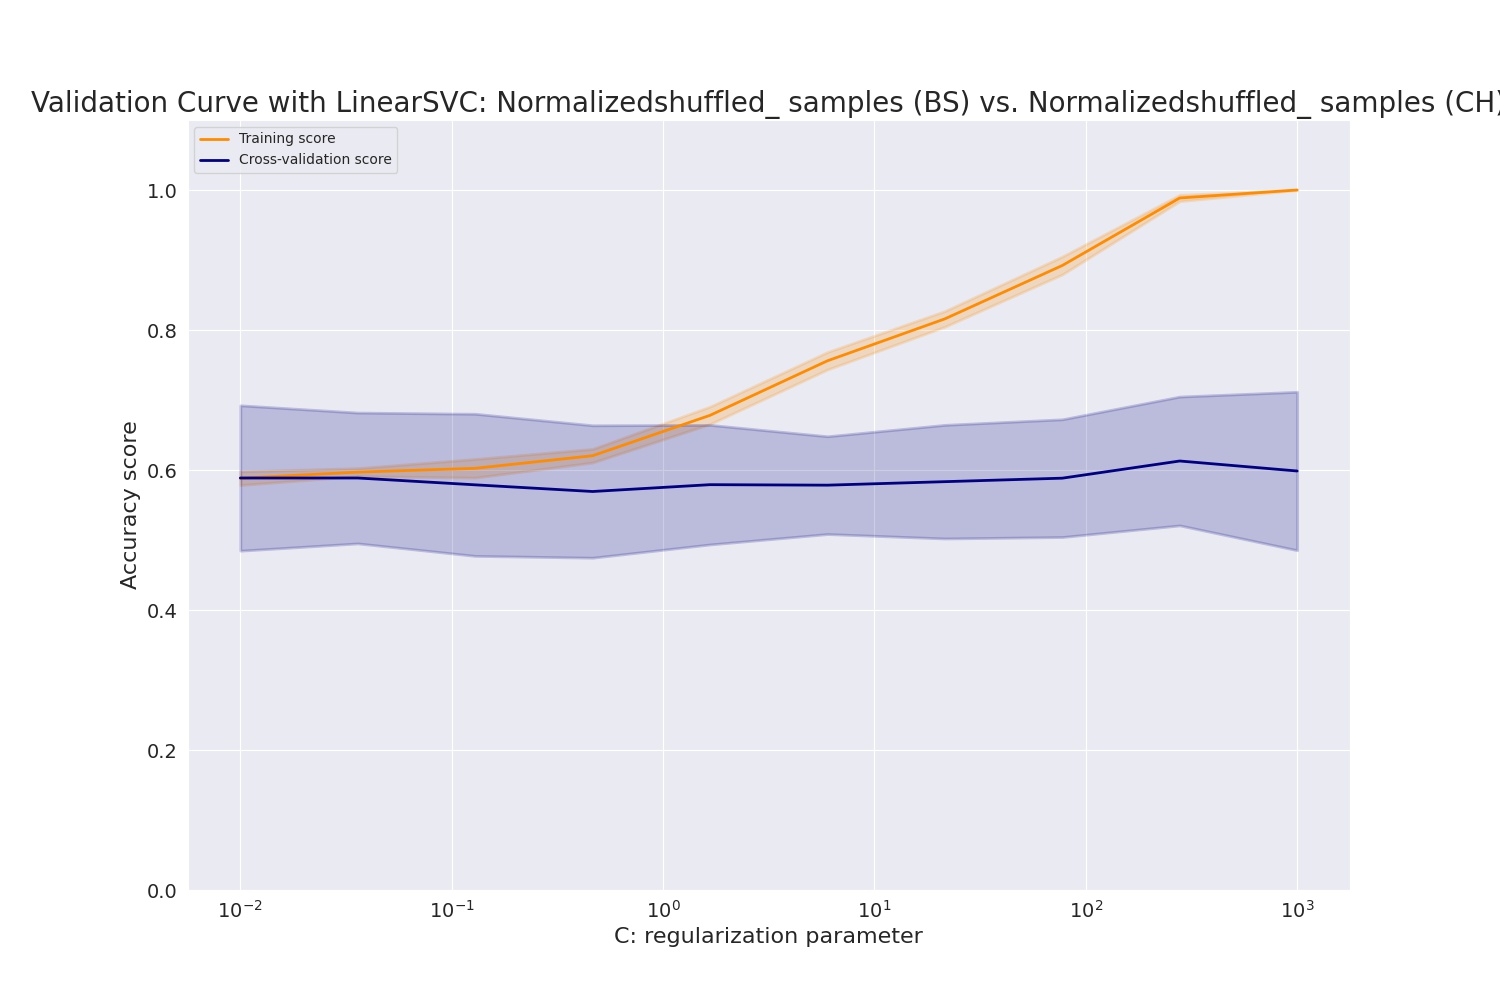 Validation Curve with LinearSVC: Normalizedshuffled_ samples (BS) vs. Normalizedshuffled_ samples (CH)
Training score
Cross-validation score
1.0
0.8
0.6
0.4
0.2
0.0
Accuracy score
10⁻² 10⁻¹ 10⁰ 10¹ 10² 10³
C: regularization parameter